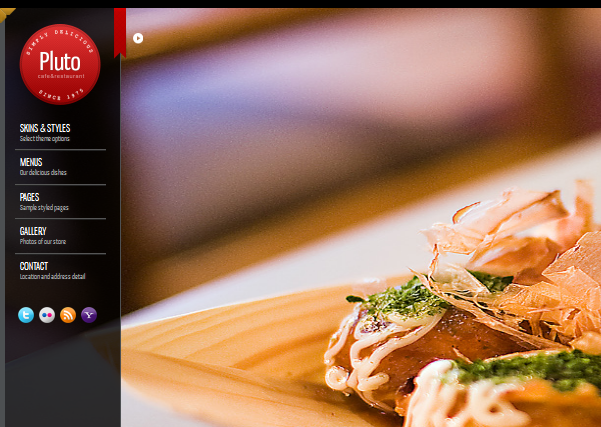 SIMPLY DELICIOUS
Pluto
cafe&restaurant
SINCE 1975
SKINS & STYLES
Select theme options
MENUS
Our delicious dishes
PAGES
Sample styled pages
GALLERY
Photos of our store
CONTACT
Location and address detail
t
Y